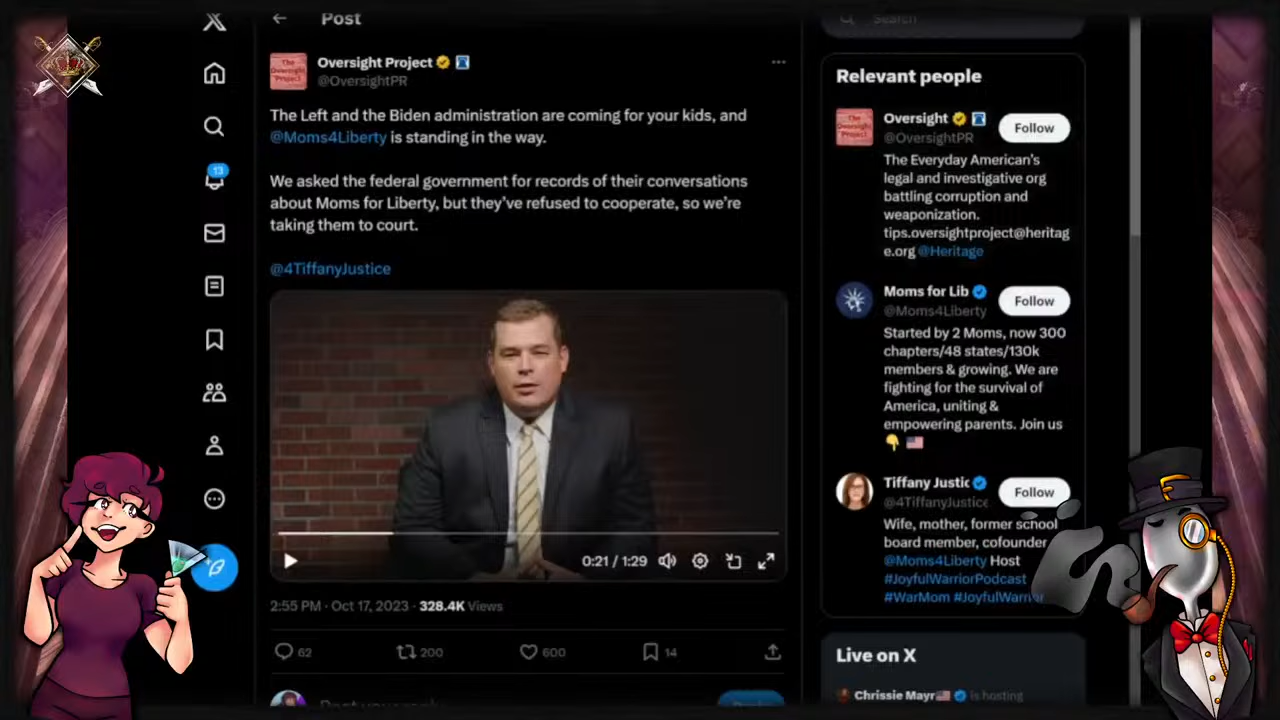 Post
Search
Oversight Project
@OversightPR
The Left and the Biden administration are coming for your kids, and
@Moms4Liberty is standing in the way.
We asked the federal government for records of their conversations
about Moms for Liberty, but they've refused to cooperate, so we're
taking them to court.
@4TiffanyJustice
0:21 / 1:29
2:55 PM · Oct 17, 2023 · 328.4K Views
62
200
600
14
13
Relevant people
Oversight
@OversightPR
Follow
The Everyday American's
legal and investigative org
battling corruption and
weaponization.
tips.oversightproject@heritag
e.org @Heritage
Moms for Lib
@Moms4Liberty
Follow
Started by 2 Moms, now 300
chapters/48 states/130k
members & growing. We are
fighting for the survival of
America, uniting &
empowering parents. Join us
Tiffany Justic
@4TiffanyJustice
Follow
Wife, mother, former school
board member, cofounder
@Moms4Liberty Host
#JoyfulWarriorPodcast
#WarMom #JoyfulWarrior
Live on X
Chrissie Mayr is hosting